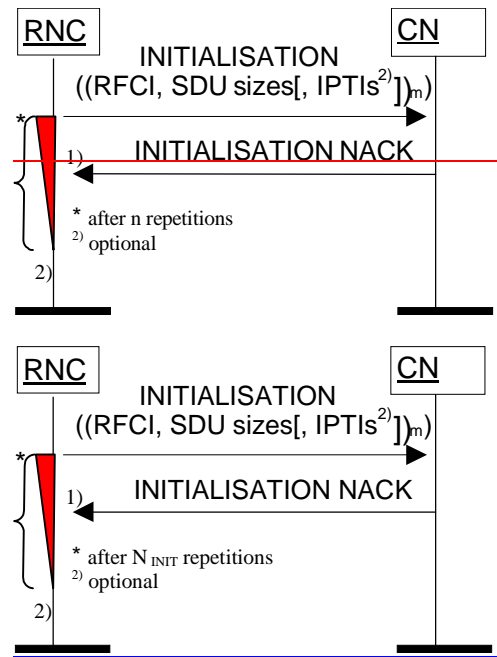 RNC CN
INITIALISATION
((RFCI, SDU sizes[, IPTIs2)])m)
*
1) INITIALISATION NACK
* after n repetitions
2) optional
2)
RNC CN
INITIALISATION
((RFCI, SDU sizes[, IPTIs2)])m)
*
1) INITIALISATION NACK
* after N INIT repetitions
2) optional
2)